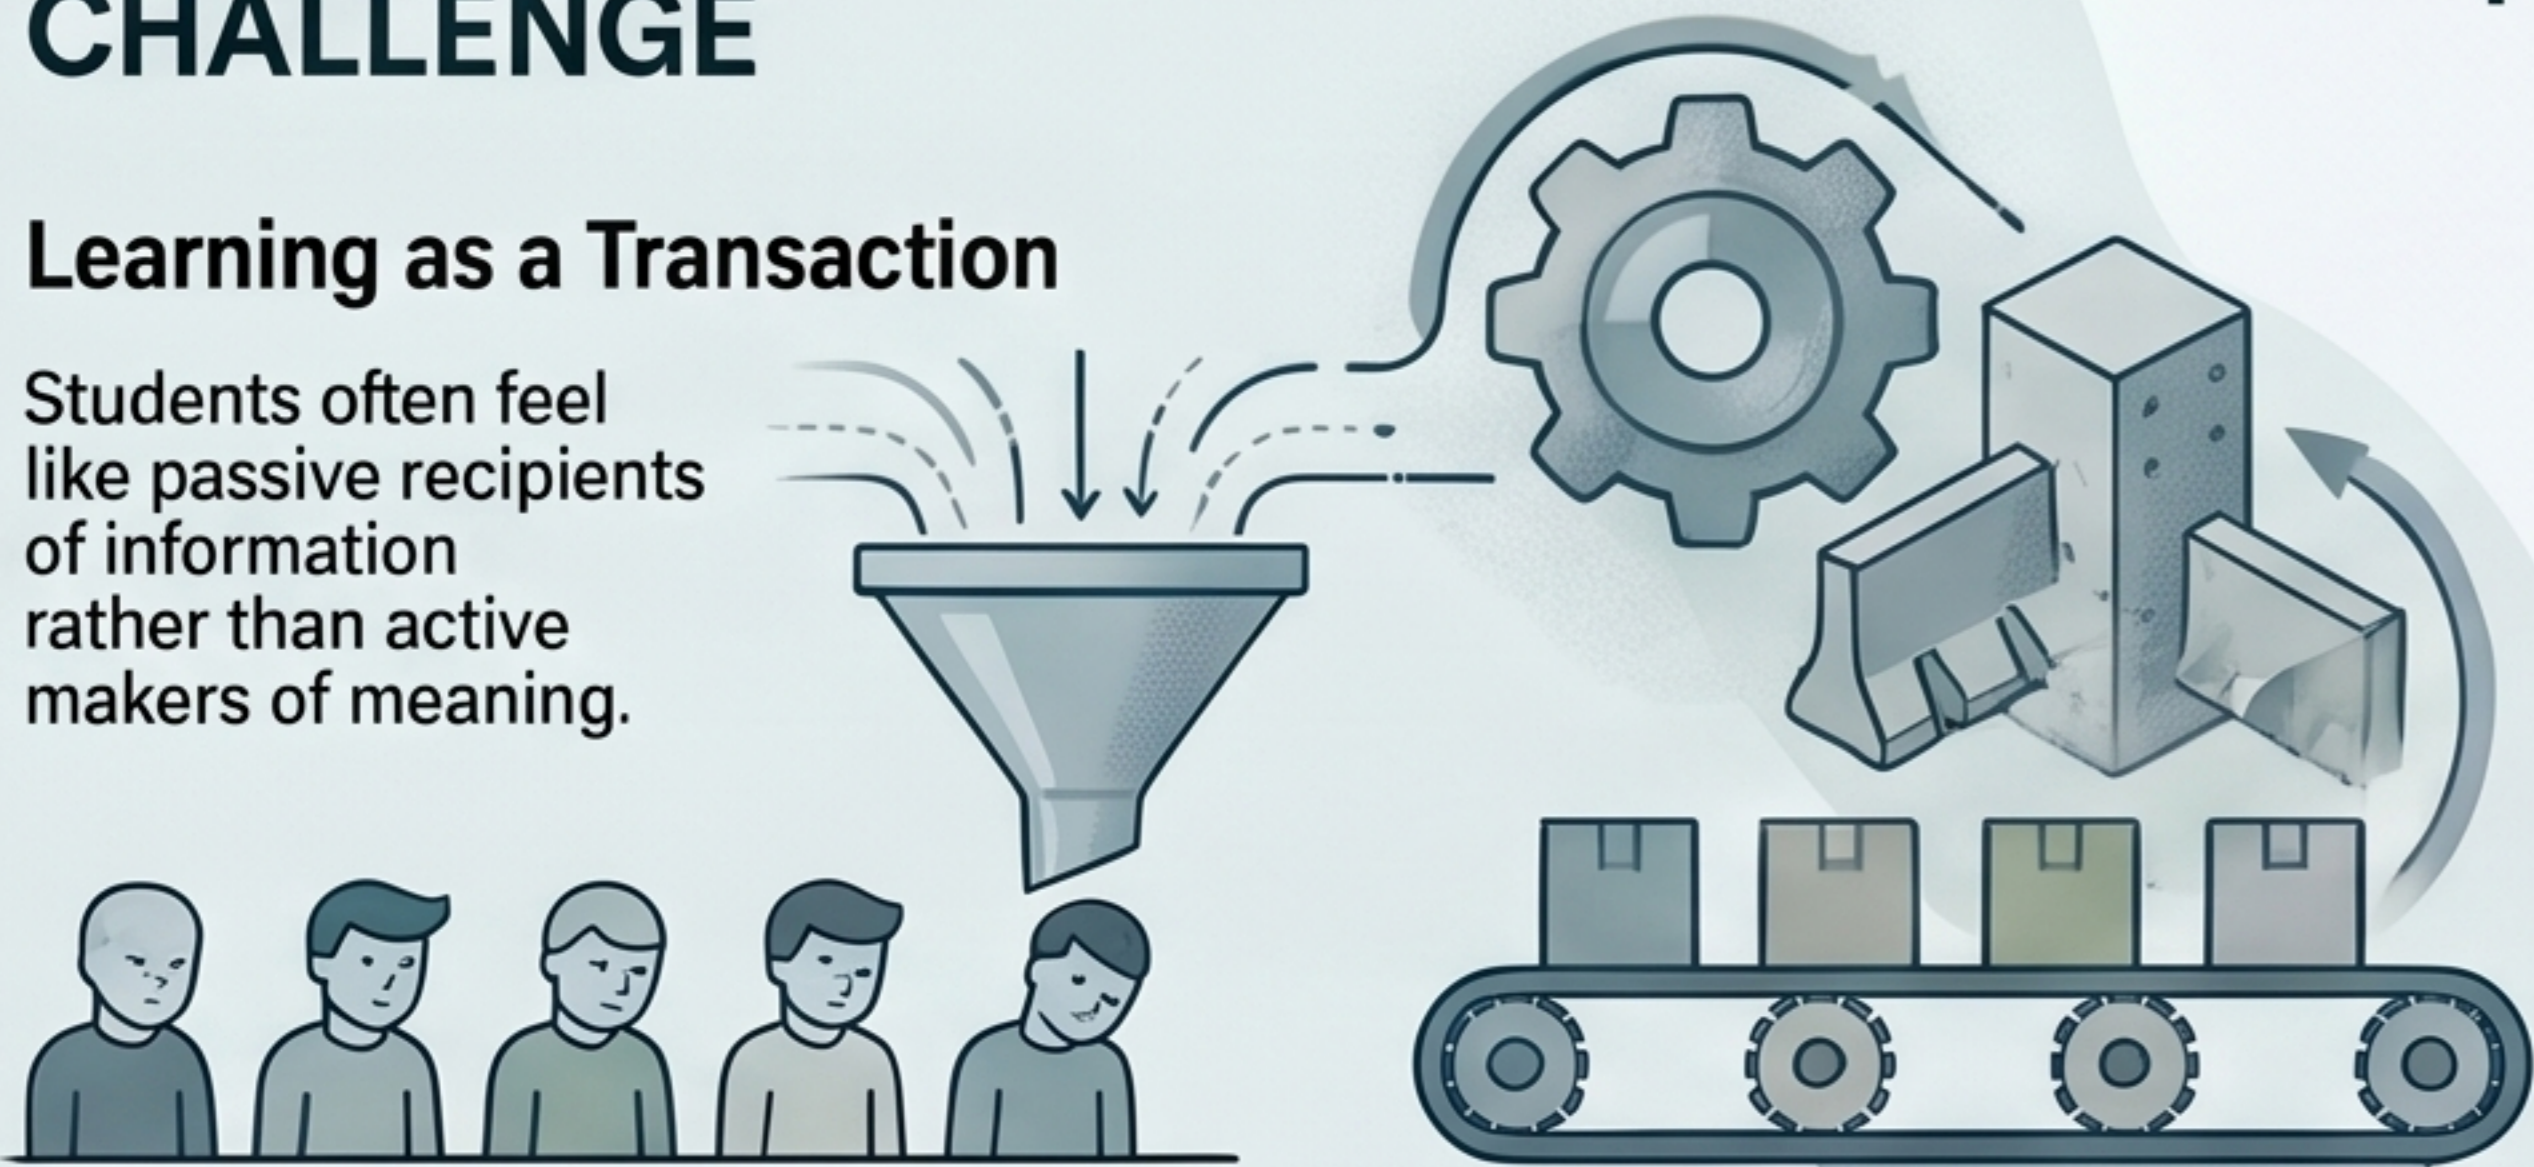 CHALLENGE
Learning as a Transaction
Students often feel
like passive recipients
of information
rather than active
makers of meaning.